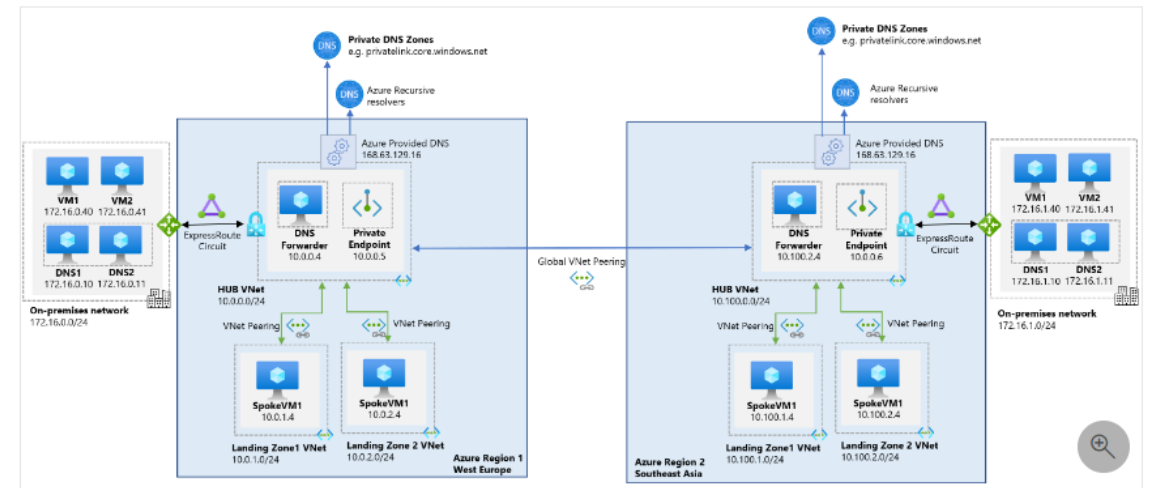 Private DNS Zones
e.g. privatelink.core.windows.net
DNS
Azure Recursive
resolvers
DNS
Azure Provided DNS
168.63.129.16
VM1
172.16.0.40
VM2
172.16.0.41
DNS1
172.16.0.10
DNS2
172.16.0.11
On-premises network
172.16.0.0/24
ExpressRoute
Circuit
DNS
Forwarder
10.0.0.4
Private
Endpoint
10.0.0.5
HUB VNet
10.0.0.0/24
VNet Peering
VNet Peering
SpokeVM1
10.0.1.4
SpokeVM1
10.0.2.4
Landing Zone1 VNet
10.0.1.0/24
Landing Zone 2 VNet
10.0.2.0/24
Azure Region 1
West Europe
Global VNet Peering
Private DNS Zones
e.g. privatelink.core.windows.net
DNS
Azure Recursive
resolvers
DNS
Azure Provided DNS
168.63.129.16
DNS
Forwarder
10.100.2.4
Private
Endpoint
10.0.0.6
ExpressRoute
Circuit
VM1
172.16.1.40
VM2
172.16.1.41
DNS1
172.16.1.10
DNS2
172.16.1.11
On-premises network
172.16.1.0/24
HUB VNet
10.100.0.0/24
VNet Peering
VNet Peering
SpokeVM1
10.100.1.4
SpokeVM1
10.100.2.4
Landing Zone1 VNet
10.100.1.0/24
Landing Zone 2 VNet
10.100.2.0/24
Azure Region 2
Southeast Asia